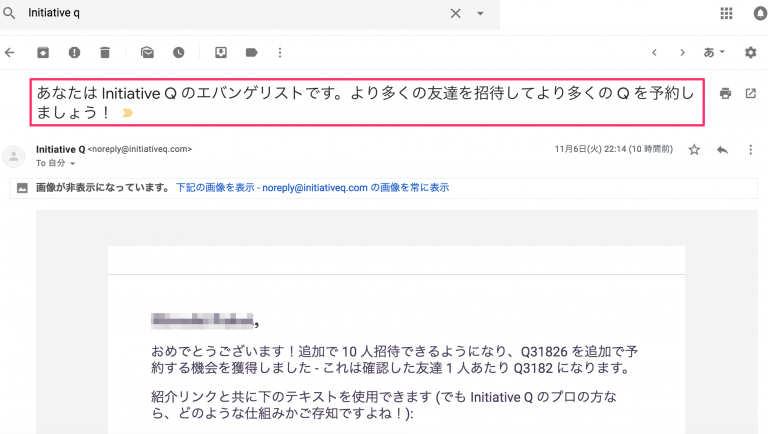 Initiative q
あ
あなたは Initiative Q のエバンゲリストです。より多くの友達を招待してより多くの Q を予約し
ましょう！
Initiative Q <noreply@initiativeq.com>
11月6日(火) 22:14 (10 時間前)
To 自分
画像が非表示になっています。 下記の画像を表示 - noreply@initiativeq.com の画像を常に表示
,
おめでとうございます！追加で 10 人招待できるようになり、Q31826 を追加で予
約する機会を獲得しました - これは確認した友達 1 人あたり Q3182 になります。
紹介リンクと共に下のテキストを使用できます (でも Initiative Q のプロの方な
ら、どのような仕組みかご存知ですよね！):